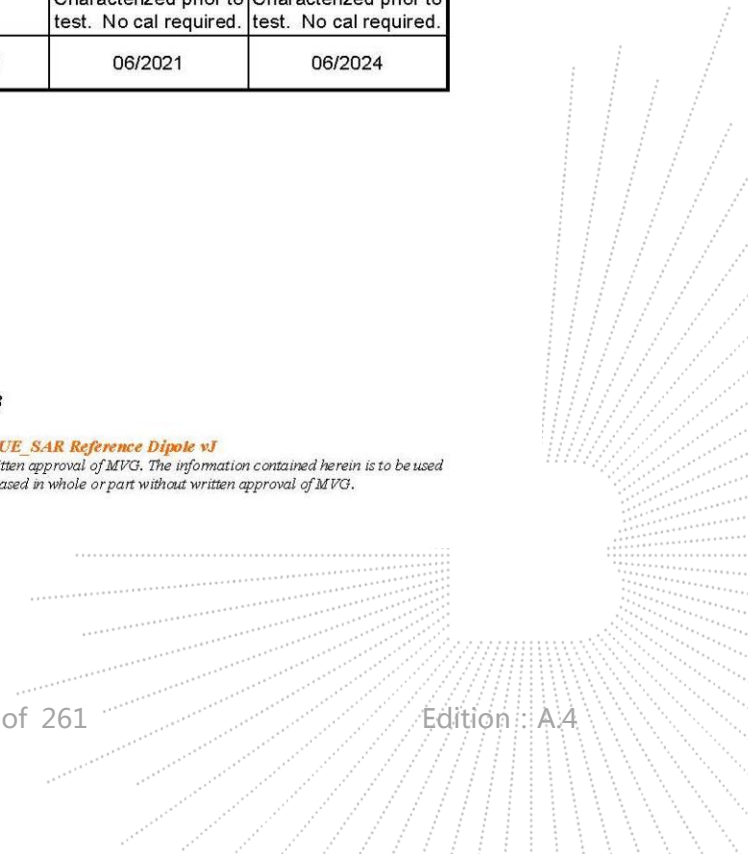 Characterized prior to Characterized prior to
test. No cal required. test. No cal required.
06/2021 06/2024
UE_SAR Reference Dipole vJ
tten approval of MVG. The information contained herein is to be used
ased in whole or part without written approval of MVG.
of 261 Edition : A.4